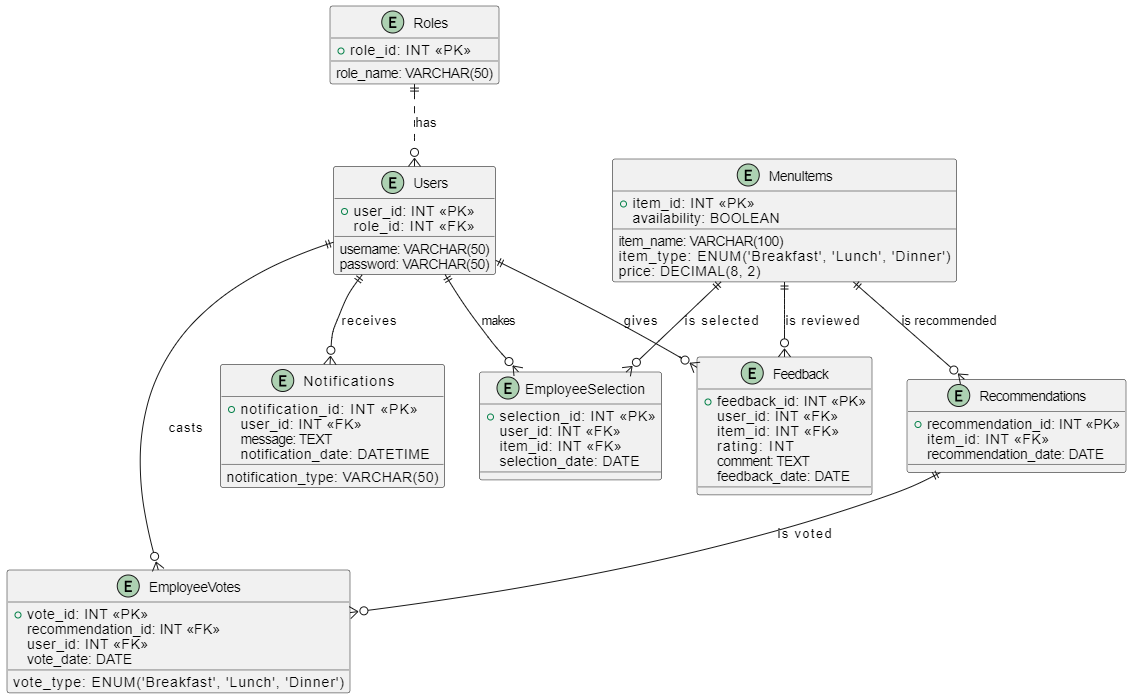 E Roles
role_id: INT «PK»
role_name: VARCHAR(50)
has
E Users
user_id: INT «PK»
role_id: INT «FK»
username: VARCHAR(50)
password: VARCHAR(50)
E MenuItems
item_id: INT «PK»
availability: BOOLEAN
item_name: VARCHAR(100)
item_type: ENUM('Breakfast', 'Lunch', 'Dinner')
price: DECIMAL(8, 2)
receives
makes
gives
is selected
is reviewed
is recommended
E Notifications
notification_id: INT «PK»
user_id: INT «FK»
message: TEXT
notification_date: DATETIME
notification_type: VARCHAR(50)
E EmployeeSelection
selection_id: INT «PK»
user_id: INT «FK»
item_id: INT «FK»
selection_date: DATE
E Feedback
feedback_id: INT «PK»
user_id: INT «FK»
item_id: INT «FK»
rating: INT
comment: TEXT
feedback_date: DATE
E Recommendations
recommendation_id: INT «PK»
item_id: INT «FK»
recommendation_date: DATE
casts
is voted
E EmployeeVotes
vote_id: INT «PK»
recommendation_id: INT «FK»
user_id: INT «FK»
vote_date: DATE
vote_type: ENUM('Breakfast', 'Lunch', 'Dinner')